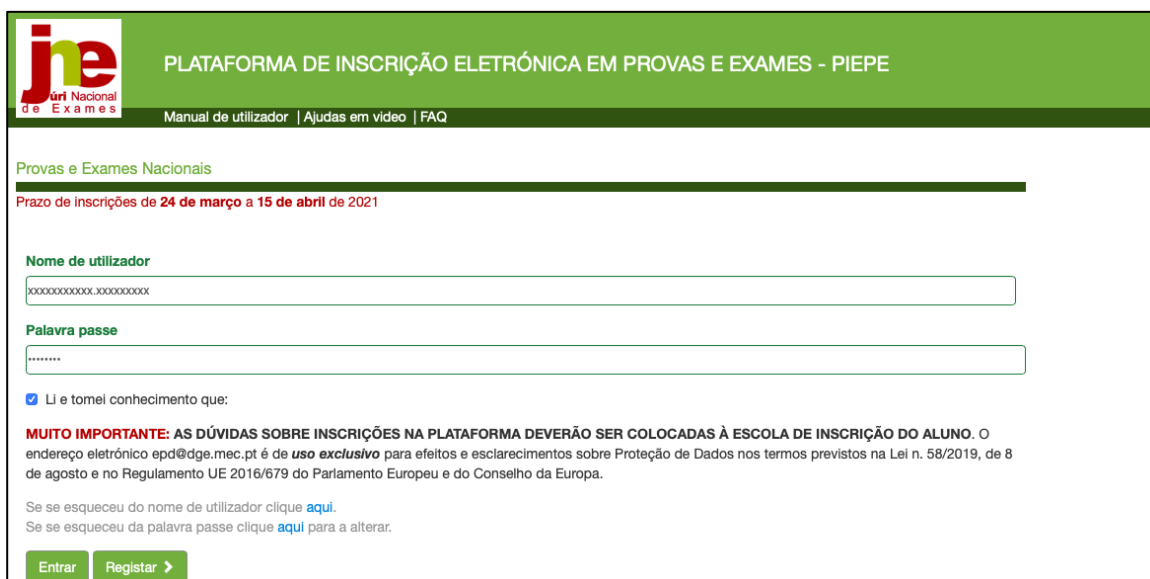 jne
Júri Nacional
de Exames
PLATAFORMA DE INSCRIÇÃO ELETRÓNICA EM PROVAS E EXAMES - PIEPE
Manual de utilizador | Ajudas em video | FAQ
Provas e Exames Nacionais
Prazo de inscrições de 24 de março a 15 de abril de 2021
Nome de utilizador
xxxxxxxxxxx.xxxxxxxxx
Palavra passe
••••••••
Li e tomei conhecimento que:
MUITO IMPORTANTE: AS DÚVIDAS SOBRE INSCRIÇÕES NA PLATAFORMA DEVERÃO SER COLOCADAS À ESCOLA DE INSCRIÇÃO DO ALUNO. O
endereço eletrónico epd@dge.mec.pt é de uso exclusivo para efeitos e esclarecimentos sobre Proteção de Dados nos termos previstos na Lei n. 58/2019, de 8
de agosto e no Regulamento UE 2016/679 do Parlamento Europeu e do Conselho da Europa.
Se se esqueceu do nome de utilizador clique aqui.
Se se esqueceu da palavra passe clique aqui para a alterar.
Entrar Registar >